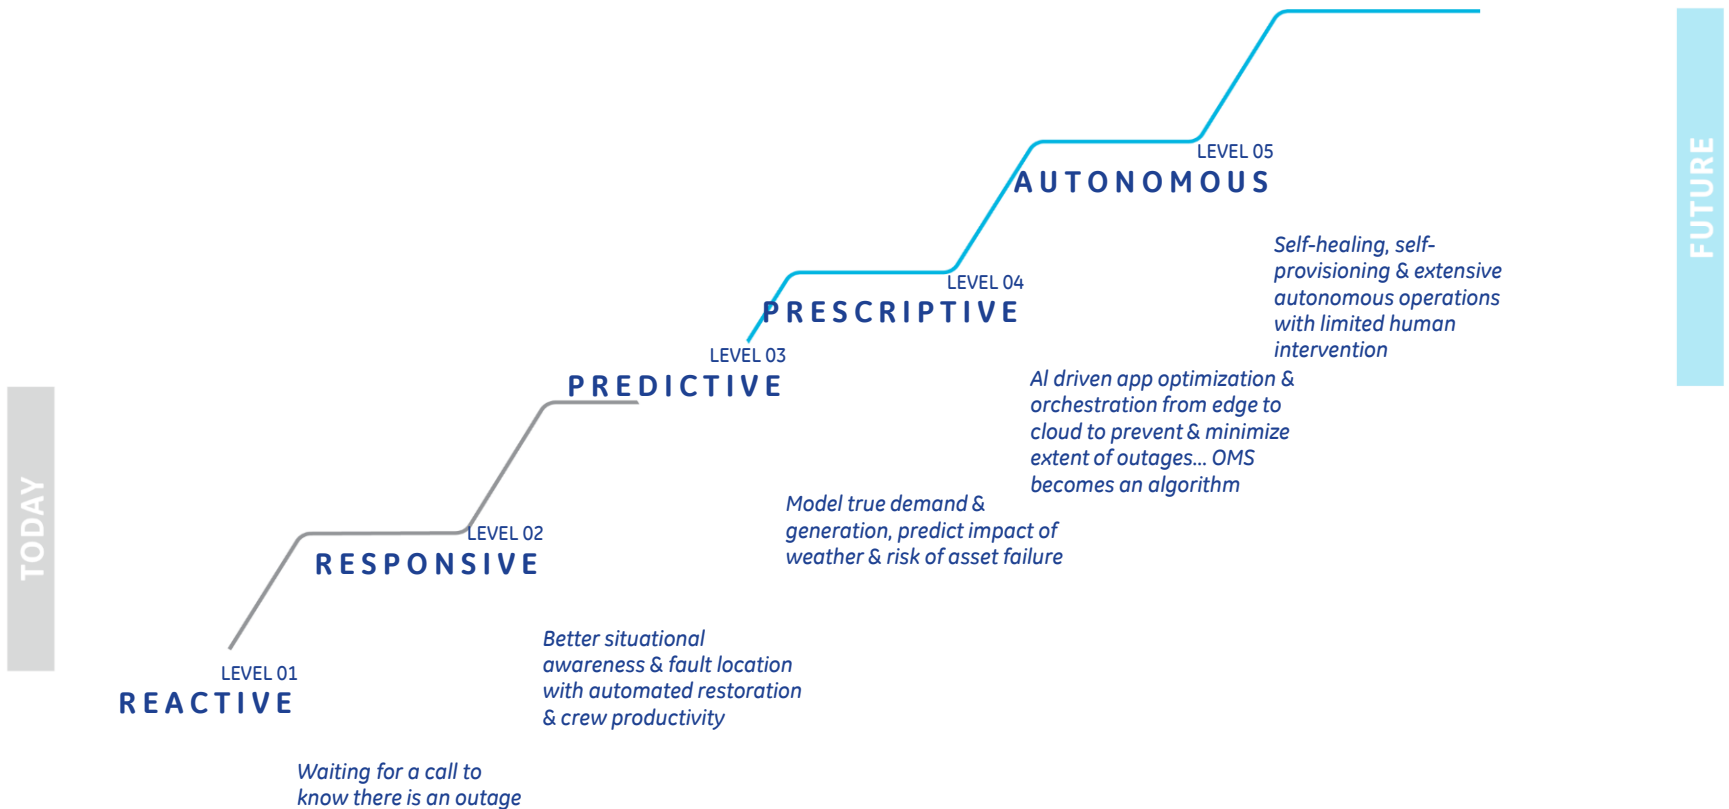 LEVEL 05
AUTONOMOUS
FUTURE
Self-healing, self-
provisioning & extensive
autonomous operations
with limited human
intervention
LEVEL 04
PRESCRIPTIVE
AI driven app optimization &
orchestration from edge to
cloud to prevent & minimize
extent of outages... OMS
becomes an algorithm
LEVEL 03
PREDICTIVE
Model true demand &
generation, predict impact of
weather & risk of asset failure
TODAY
LEVEL 02
RESPONSIVE
Better situational
awareness & fault location
with automated restoration
& crew productivity
LEVEL 01
REACTIVE
Waiting for a call to
know there is an outage